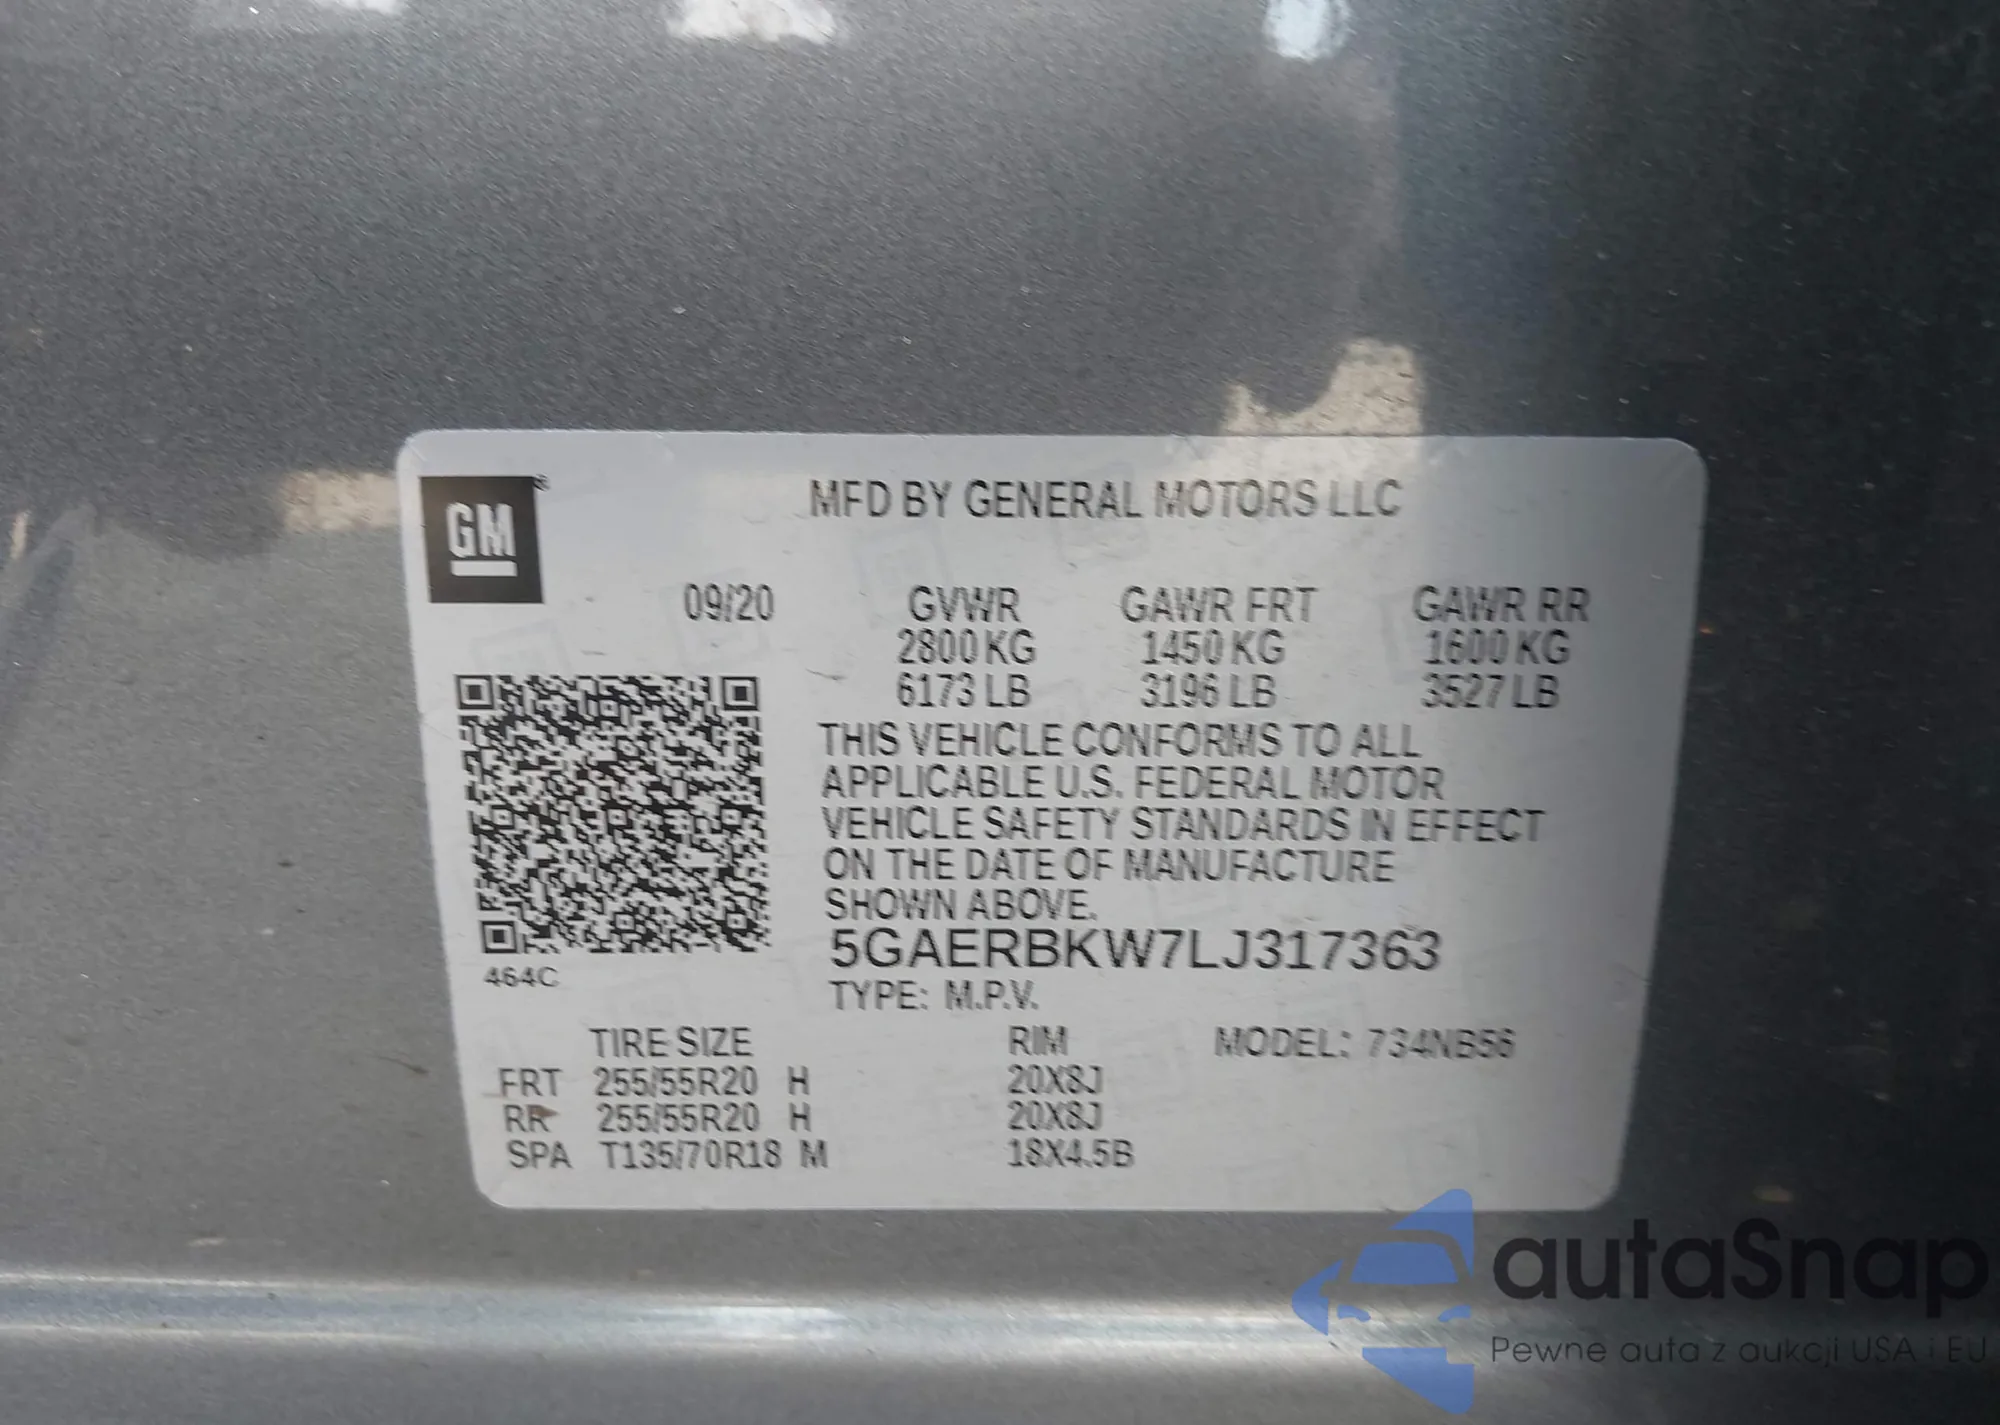 GM®
MFD BY GENERAL MOTORS LLC
09/20 GVWR GAWR FRT GAWR RR
2800 KG 1450 KG 1600 KG
6173 LB 3196 LB 3527 LB
THIS VEHICLE CONFORMS TO ALL
APPLICABLE U.S. FEDERAL MOTOR
VEHICLE SAFETY STANDARDS IN EFFECT
ON THE DATE OF MANUFACTURE
SHOWN ABOVE.
5GAERBKW7LJ317363
464C
TYPE: M.P.V.
TIRE SIZE RIM MODEL: 734NB56
FRT 255/55R20 H 20X8J
RR 255/55R20 H 20X8J
SPA T135/70R18 M 18X4.5B
autaSnap
Pewne auta z aukcji USA i EU